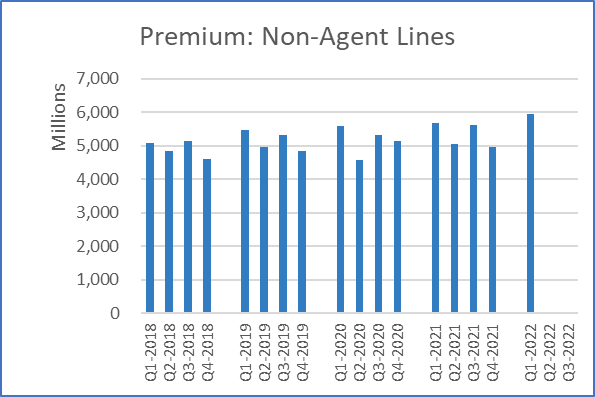 Premium: Non-Agent Lines
Millions
7,000
6,000
5,000
4,000
3,000
2,000
1,000
0
Q1-2018
Q2-2018
Q3-2018
Q4-2018
Q1-2019
Q2-2019
Q3-2019
Q4-2019
Q1-2020
Q2-2020
Q3-2020
Q4-2020
Q1-2021
Q2-2021
Q3-2021
Q4-2021
Q1-2022
Q2-2022
Q3-2022